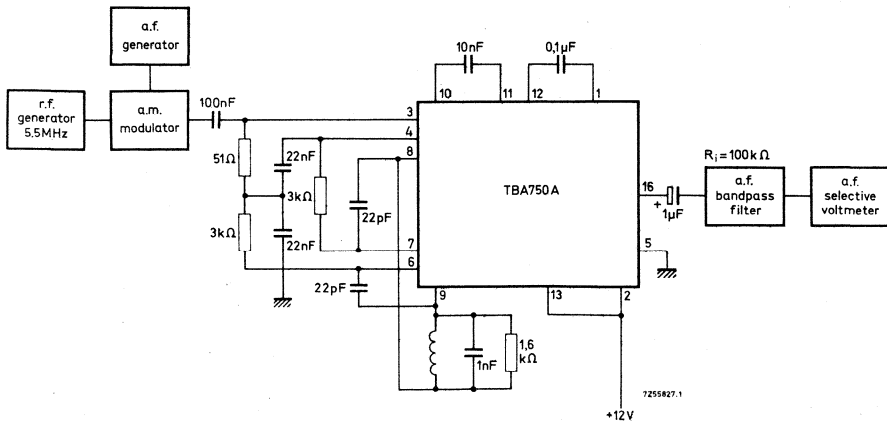 a.f.
generator
r.f.
generator
5.5MHz
a.m.
modulator
100nF
10nF
0,1µF
10
11
12
1
3
4
8
7
6
51Ω
22nF
3kΩ
22pF
3kΩ
22nF
22pF
TBA750A
16
+
1µF
5
Ri=100kΩ
a.f.
bandpass
filter
a.f.
selective
voltmeter
9
13
2
1nF
1,6
kΩ
7Z55827.1
+12V